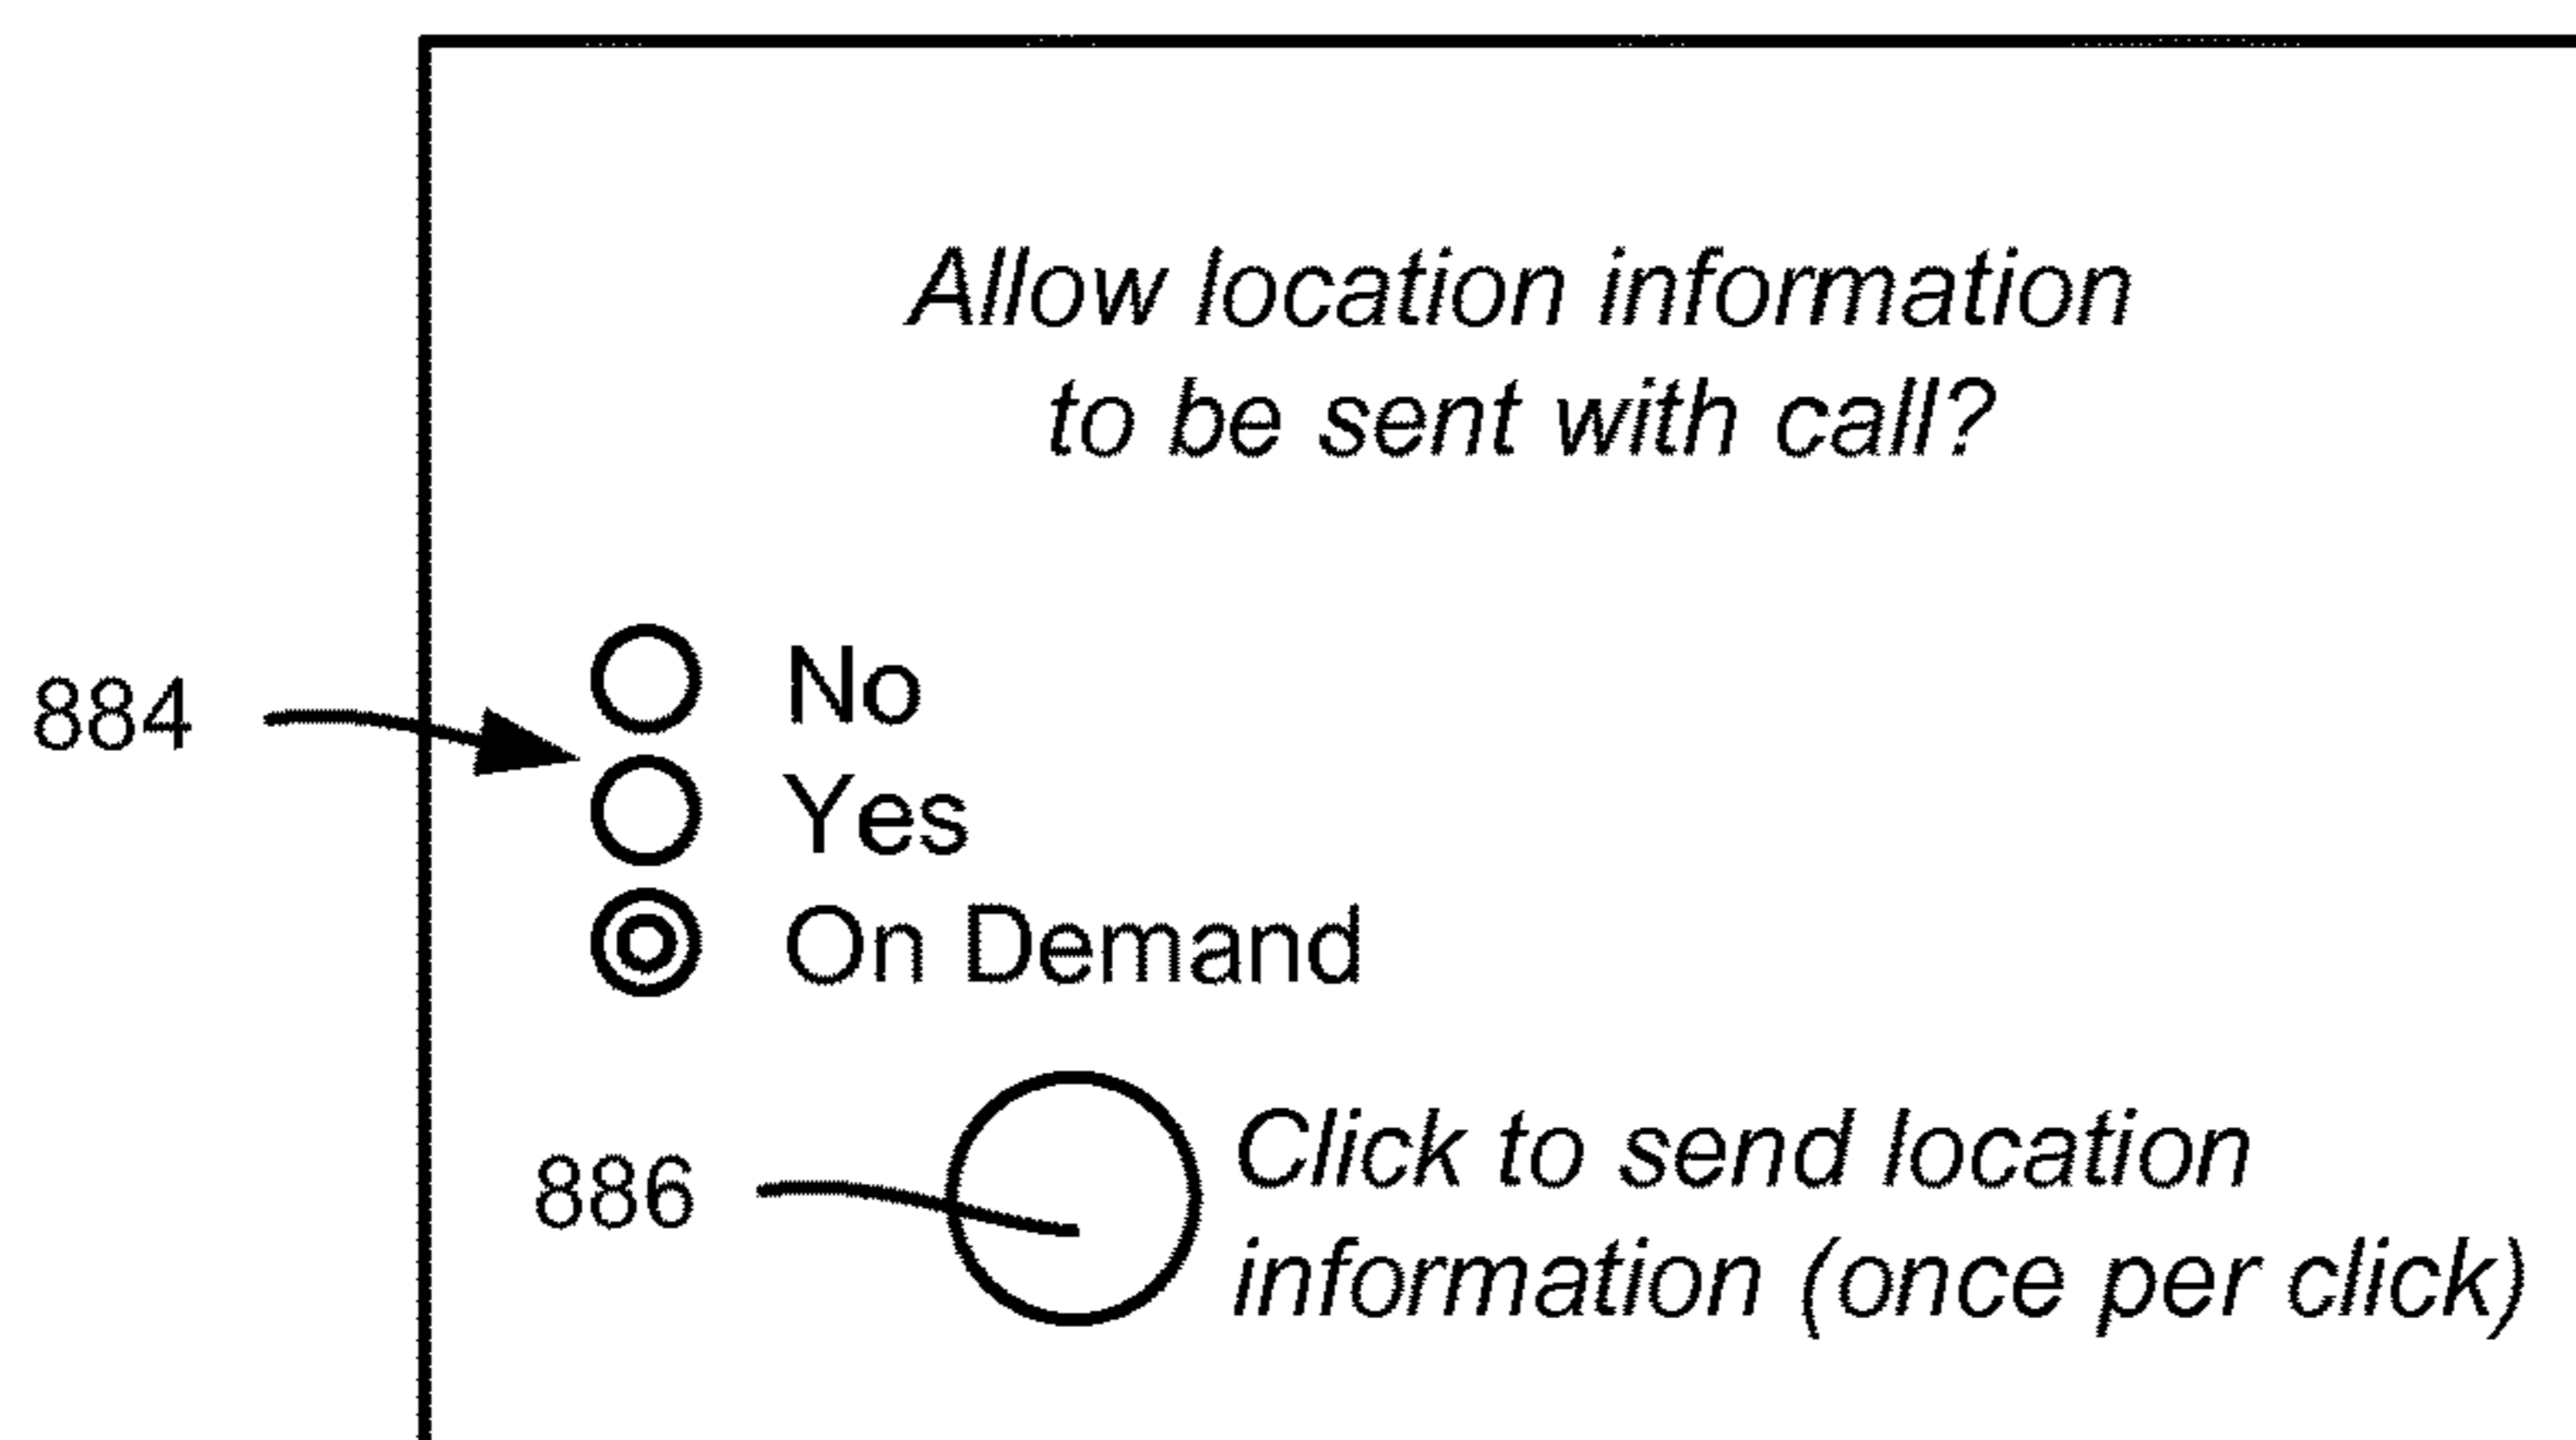 Allow location information
to be sent with call?
884
No
Yes
On Demand
886
Click to send location
information (once per click)